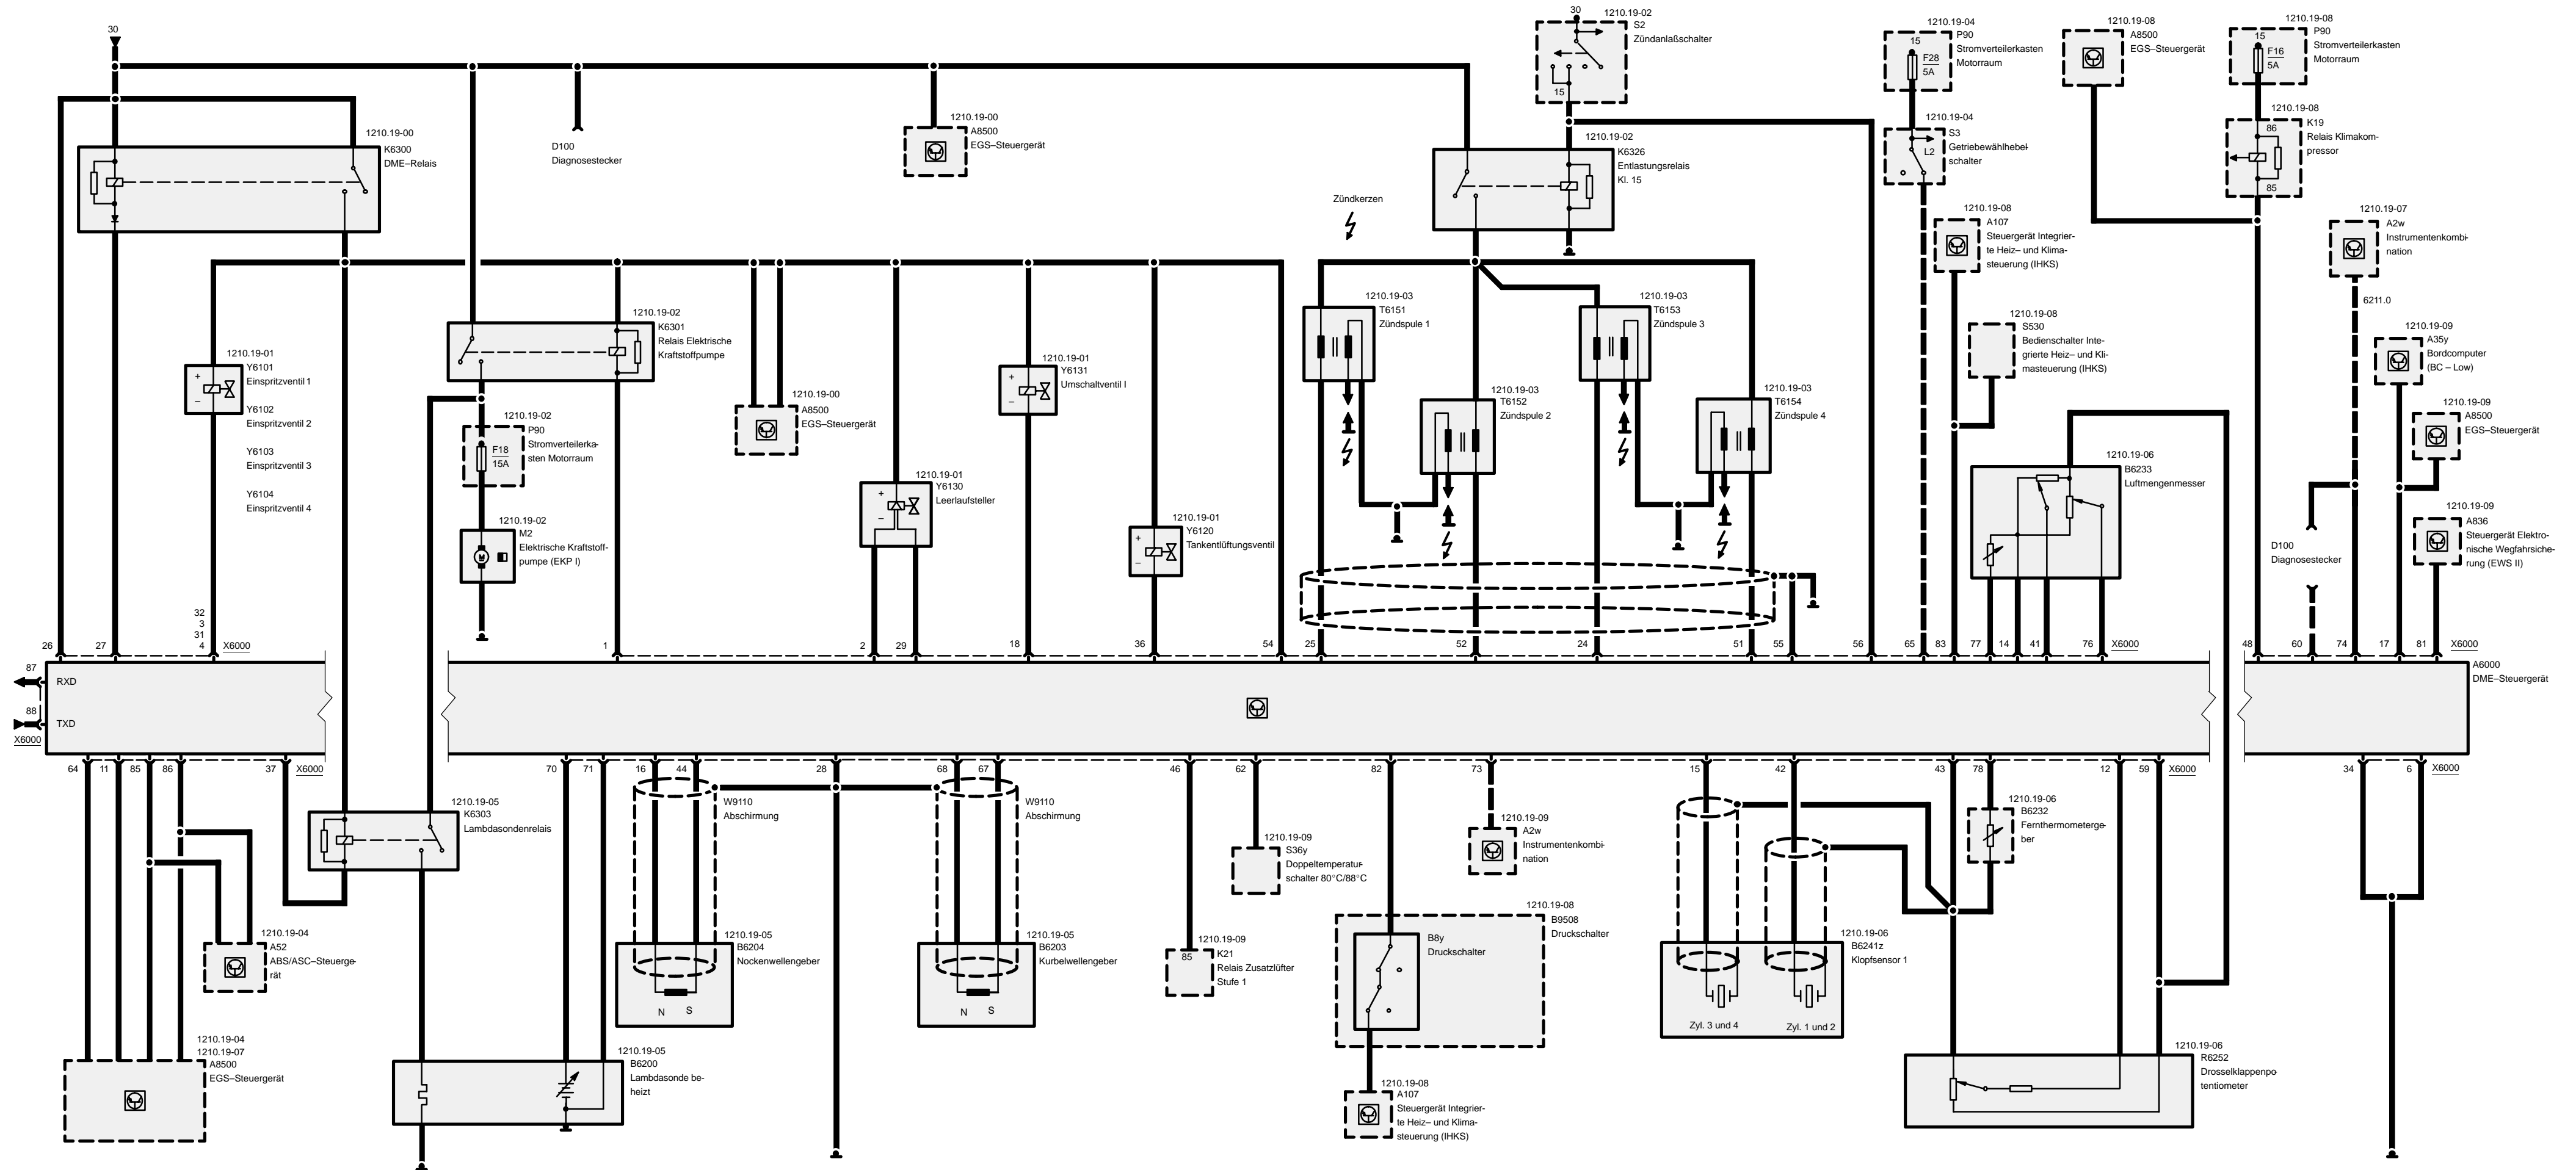 30
1210.19-00
K6300
DME–Relais
D100
Diagnosestecker
1210.19-00
A8500
EGS–Steuergerät
30
1210.19-02
S2
Zündanlaßschalter
15
1210.19-02
K6326
Entlastungsrelais
Kl. 15
Zündkerzen
1210.19-04
P90
Stromverteilerkasten
Motorraum
15
F28
5A
1210.19-04
S3
Getriebewählhebel-
schalter
L2
1210.19-08
A8500
EGS–Steuergerät
1210.19-08
P90
Stromverteilerkasten
Motorraum
15
F16
5A
1210.19-08
K19
Relais Klimakom-
pressor
86
85
1210.19-08
A107
Steuergerät Integrier-
te Heiz– und Klima-
steuerung (IHKS)
1210.19-07
A2w
Instrumentenkombi-
nation
6211.0
1210.19-08
S530
Bedienschalter Inte-
grierte Heiz– und Kli-
masteuerung (IHKS)
1210.19-09
A35y
Bordcomputer
(BC – Low)
1210.19-09
A8500
EGS–Steuergerät
1210.19-09
A836
Steuergerät Elektro-
nische Wegfahrsiche-
rung (EWS II)
D100
Diagnosestecker
1210.19-06
B6233
Luftmengenmesser
1210.19-01
Y6101
Einspritzventil 1
Y6102
Einspritzventil 2
Y6103
Einspritzventil 3
Y6104
Einspritzventil 4
+
–
1210.19-02
K6301
Relais Elektrische
Kraftstoffpumpe
1210.19-02
P90
Stromverteilerka-
sten Motorraum
F18
15A
1210.19-02
M2
Elektrische Kraftstoff-
pumpe (EKP I)
M
1210.19-00
A8500
EGS–Steuergerät
1210.19-01
Y6130
Leerlaufsteller
+
–
1210.19-01
Y6131
Umschaltventil I
+
–
1210.19-01
Y6120
Tankentlüftungsventil
+
–
1210.19-03
T6151
Zündspule 1
1210.19-03
T6152
Zündspule 2
1210.19-03
T6153
Zündspule 3
1210.19-03
T6154
Zündspule 4
32
3
31
26 27 4 X6000 1 2 29 18 36 54 25 52 24 51 55 56 65 83 77 14 41 76 X6000 48 60 74 17 81 X6000
87
RXD
88
TXD
X6000
A6000
DME–Steuergerät
64 11 85 86 37 X6000 70 71 16 44 28 68 67 46 62 82 73 15 42 43 78 12 59 X6000 34 6 X6000
1210.19-05
K6303
Lambdasondenrelais
W9110
Abschirmung
W9110
Abschirmung
1210.19-09
S36y
Doppeltemperatur-
schalter 80°C/88°C
1210.19-09
A2w
Instrumentenkombi-
nation
1210.19-06
B6232
Fernthermometerge-
ber
1210.19-04
A52
ABS/ASC–Steuerge-
rät
1210.19-05
B6204
Nockenwellengeber
N S
1210.19-05
B6203
Kurbelwellengeber
N S
1210.19-09
K21
Relais Zusatzlüfter
Stufe 1
85
1210.19-08
B9508
Druckschalter
B8y
Druckschalter
1210.19-06
B6241z
Klopfsensor 1
Zyl. 3 und 4
Zyl. 1 und 2
1210.19-04
1210.19-07
A8500
EGS–Steuergerät
1210.19-05
B6200
Lambdasonde be-
heizt
1210.19-08
A107
Steuergerät Integrier-
te Heiz– und Klima-
steuerung (IHKS)
1210.19-06
R6252
Drosselklappenpo-
tentiometer